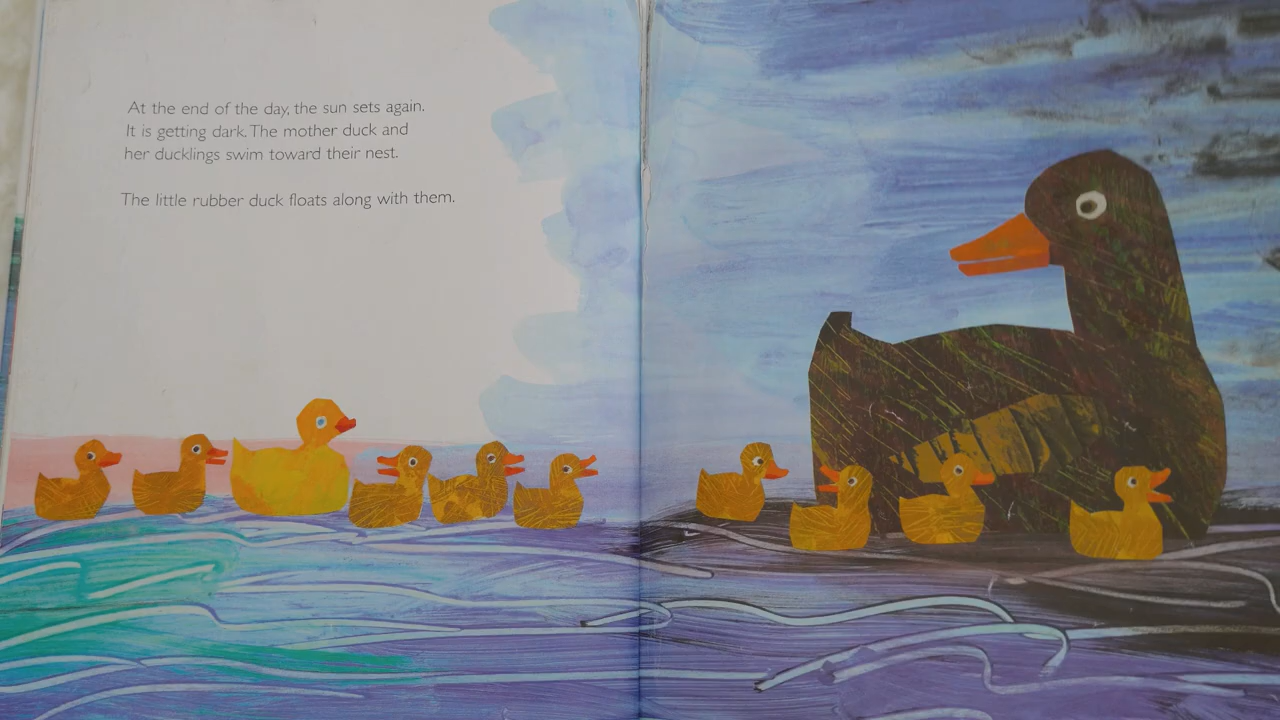 At the end of the day, the sun sets again.
It is getting dark. The mother duck and
her ducklings swim toward their nest.
The little rubber duck floats along with them.